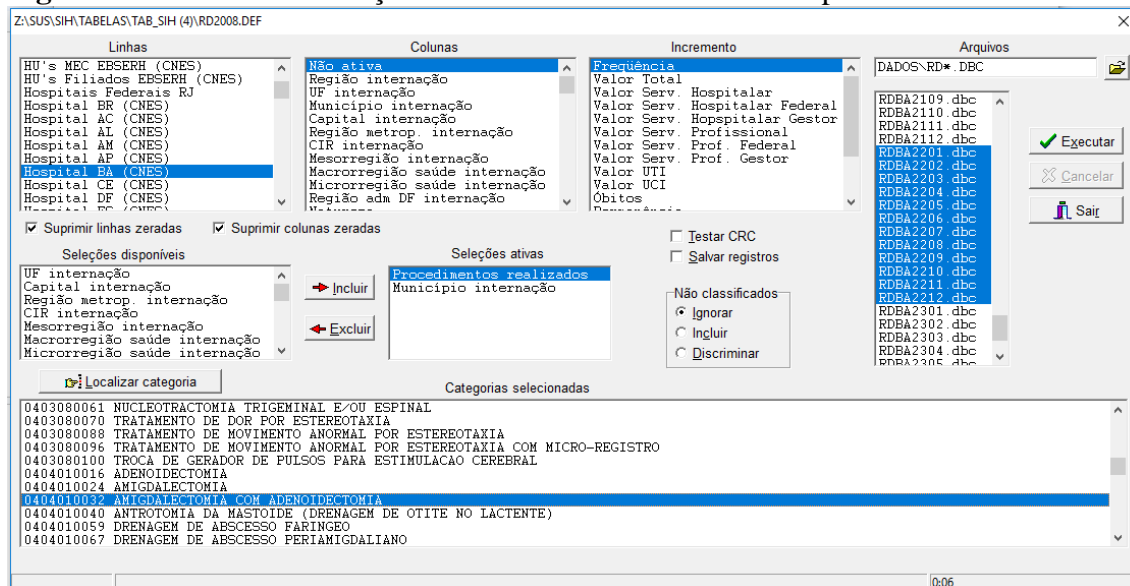 Z:\SUS\SIH\TABELAS\TAB_SIH (4)\RD2008.DEF
Linhas
HU's MEC EBSERH (CNES)
HU's Filiados EBSERH (CNES)
Hospitais Federais RJ
Hospital BR (CNES)
Hospital AC (CNES)
Hospital AL (CNES)
Hospital AM (CNES)
Hospital AP (CNES)
Hospital BA (CNES)
Hospital CE (CNES)
Hospital DF (CNES)
Colunas
Não ativa
Região internação
UF internação
Município internação
Capital internação
Região metrop. internação
CIR internação
Mesorregião internação
Macrorregião saúde internação
Microrregião saúde internação
Região adm DF internação
Incremento
Freqüência
Valor Total
Valor Serv. Hospitalar
Valor Serv. Hospitalar Federal
Valor Serv. Hopspitalar Gestor
Valor Serv. Profissional
Valor Serv. Prof. Federal
Valor Serv. Prof. Gestor
Valor UTI
Valor UCI
Óbitos
Arquivos
DADOS\RD*.DBC
RDBA2109.dbc
RDBA2110.dbc
RDBA2111.dbc
RDBA2112.dbc
RDBA2201.dbc
RDBA2202.dbc
RDBA2203.dbc
RDBA2204.dbc
RDBA2205.dbc
RDBA2206.dbc
RDBA2207.dbc
RDBA2208.dbc
RDBA2209.dbc
RDBA2210.dbc
RDBA2211.dbc
RDBA2212.dbc
RDBA2301.dbc
RDBA2302.dbc
RDBA2303.dbc
RDBA2304.dbc
RDBA2305.dbc
Executar
Cancelar
Sair
Suprimir linhas zeradas
Suprimir colunas zeradas
Testar CRC
Salvar registros
Seleções disponíveis
UF internação
Capital internação
Região metrop. internação
CIR internação
Mesorregião internação
Macrorregião saúde internação
Microrregião saúde internação
Incluir
Excluir
Seleções ativas
Procedimentos realizados
Município internação
Não classificados
Ignorar
Incluir
Discriminar
Localizar categoria
Categorias selecionadas
0403080061 NUCLEOTRACTOMIA TRIGEMINAL E/OU ESPINAL
0403080070 TRATAMENTO DE DOR POR ESTEREOTAXIA
0403080088 TRATAMENTO DE MOVIMENTO ANORMAL POR ESTEREOTAXIA
0403080096 TRATAMENTO DE MOVIMENTO ANORMAL POR ESTEREOTAXIA COM MICRO-REGISTRO
0403080100 TROCA DE GERADOR DE PULSOS PARA ESTIMULACAO CEREBRAL
0404010016 ADENOIDECTOMIA
0404010024 AMIGDALECTOMIA
0404010032 AMIGDALECTOMIA COM ADENOIDECTOMIA
0404010040 ANTROTOMIA DA MASTOIDE (DRENAGEM DE OTITE NO LACTENTE)
0404010059 DRENAGEM DE ABSCESSO FARINGEO
0404010067 DRENAGEM DE ABSCESSO PERIAMIGDALIANO
0:06